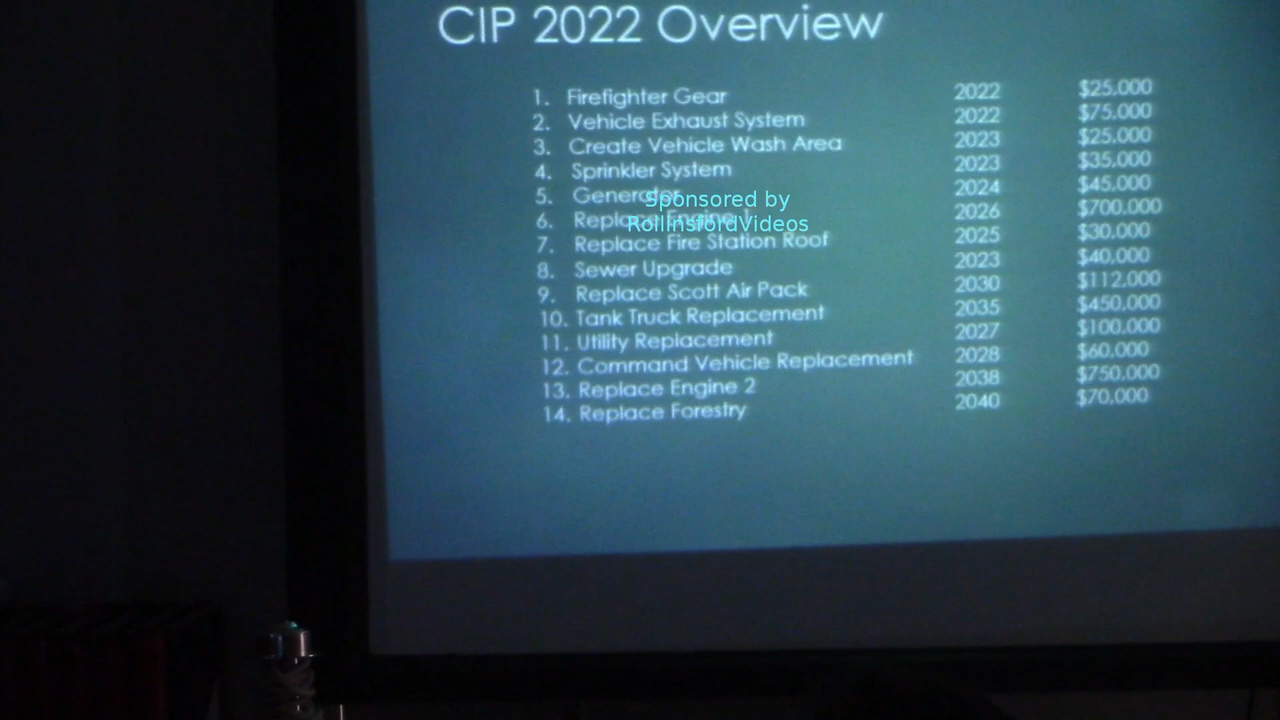 CIP 2022 Overview
1. Firefighter Gear 2022 $25,000
2. Vehicle Exhaust System 2022 $75,000
3. Create Vehicle Wash Area 2023 $25,000
4. Sprinkler System 2023 $35,000
5. Generator 2024 $45,000
6. Replace Engine 1 2026 $700,000
7. Replace Fire Station Roof 2025 $30,000
8. Sewer Upgrade 2023 $40,000
9. Replace Scott Air Pack 2030 $112,000
10. Tank Truck Replacement 2035 $450,000
11. Utility Replacement 2027 $100,000
12. Command Vehicle Replacement 2028 $60,000
13. Replace Engine 2 2038 $750,000
14. Replace Forestry 2040 $70,000
Sponsored by
RollinsfordVideos